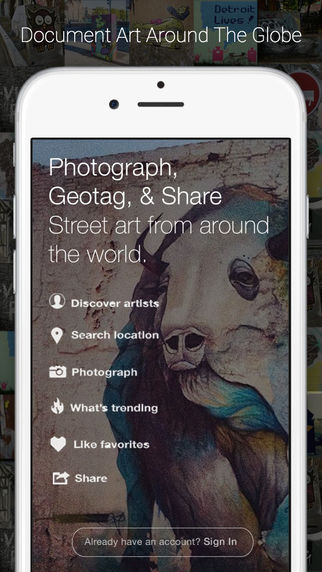 Document Art Around The Globe
Detroit
Lives!
Photograph,
Geotag, & Share
Street art from around
the world.
Discover artists
Search location
Photograph
What's trending
Like favorites
Share
Already have an account? Sign In